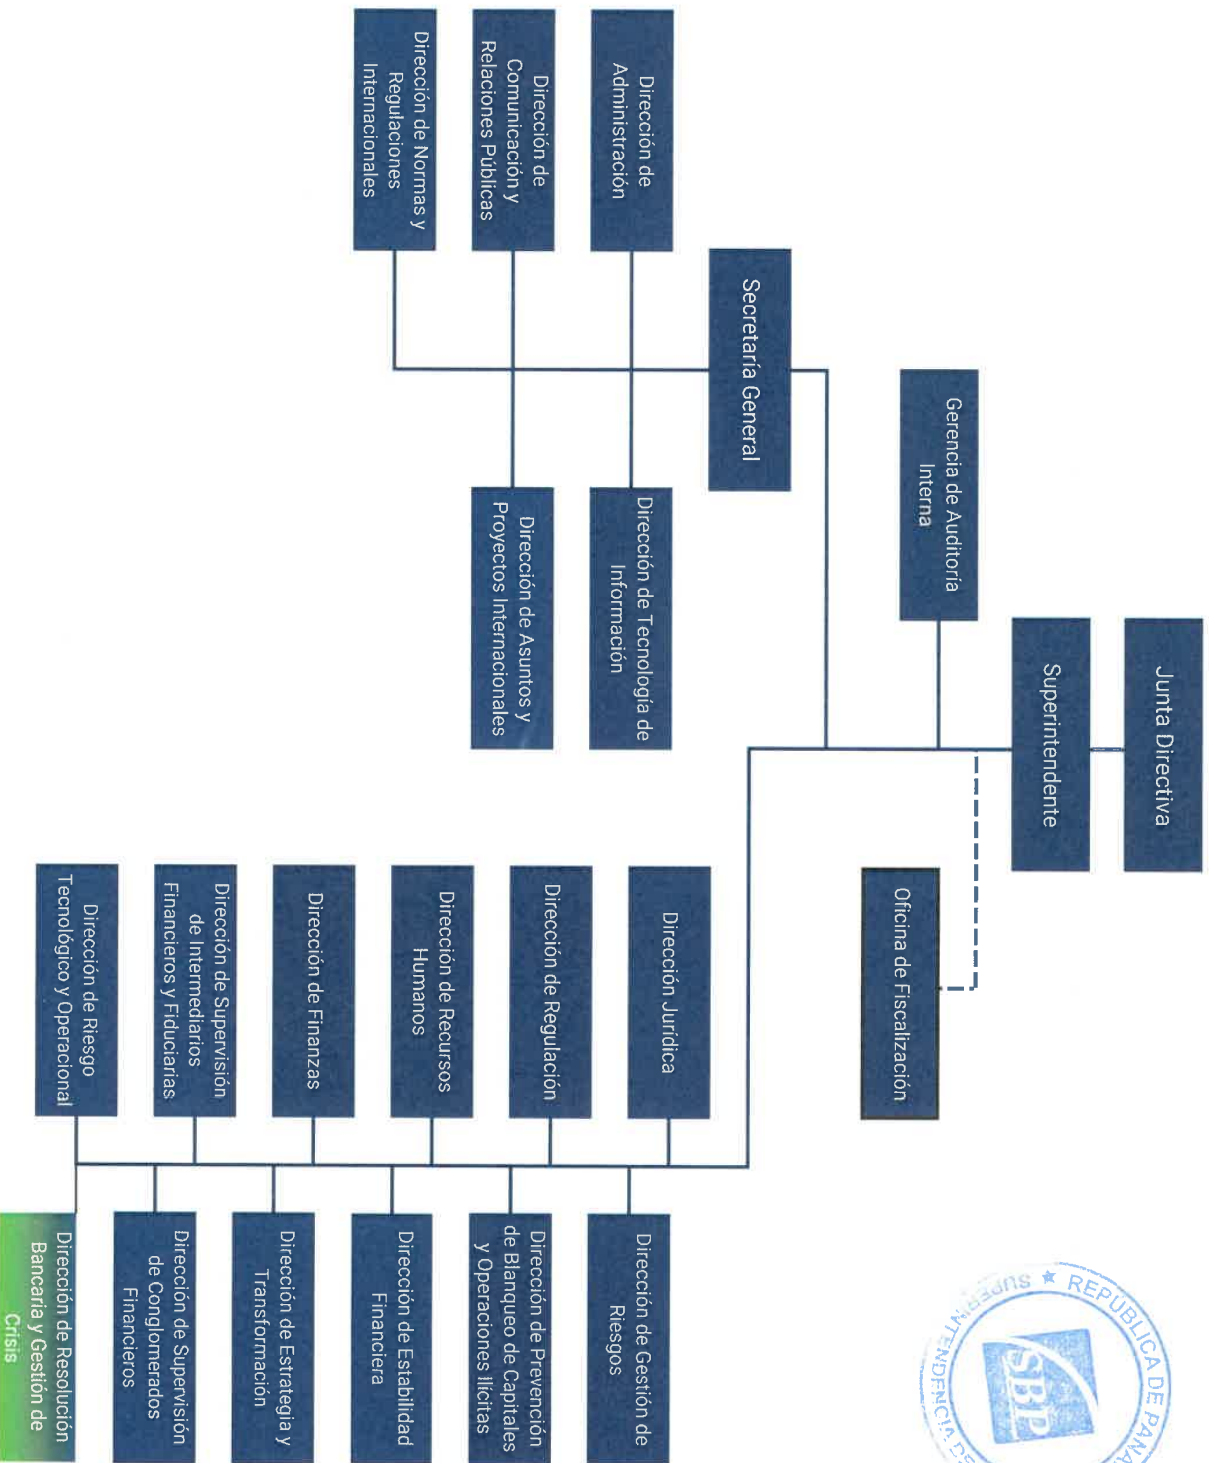 Junta Directiva
Superintendente
Gerencia de Auditoría
Interna
Oficina de Fiscalización
Secretaría General
Dirección de
Administración
Dirección de Tecnología de
Información
Dirección de
Comunicación y
Relaciones Públicas
Dirección de Asuntos y
Proyectos Internacionales
Dirección de Normas y
Regulaciones
Internacionales
Dirección Jurídica
Dirección de Gestión de
Riesgos
Dirección de Regulación
Dirección de Prevención
de Blanqueo de Capitales
y Operaciones Ilícitas
Dirección de Recursos
Humanos
Dirección de Estabilidad
Financiera
Dirección de Finanzas
Dirección de Estrategia y
Transformación
Dirección de Supervisión
de Intermediarios
Financieros y Fiduciarias
Dirección de Supervisión
de Conglomerados
Financieros
Dirección de Riesgo
Tecnológico y Operacional
Dirección de Resolución
Bancaria y Gestión de
Crisis
REPÚBLICA DE
SBP